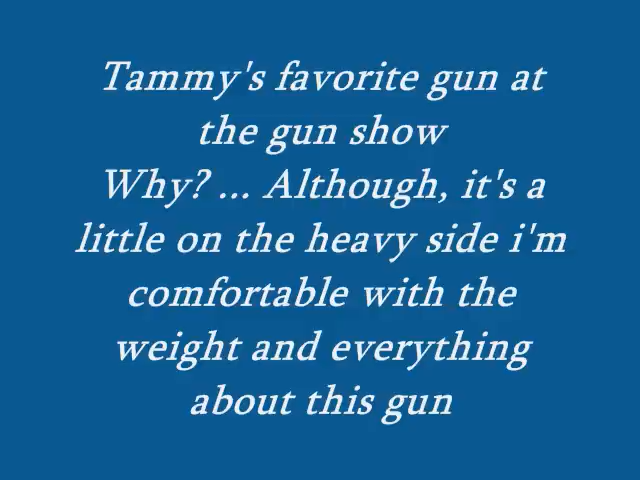 Tammy's favorite gun at
the gun show
Why? ... Although, it's a
little on the heavy side i'm
comfortable with the
weight and everything
about this gun